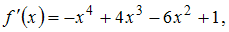 f′(x) = −x⁴ + 4x³ − 6x² + 1,